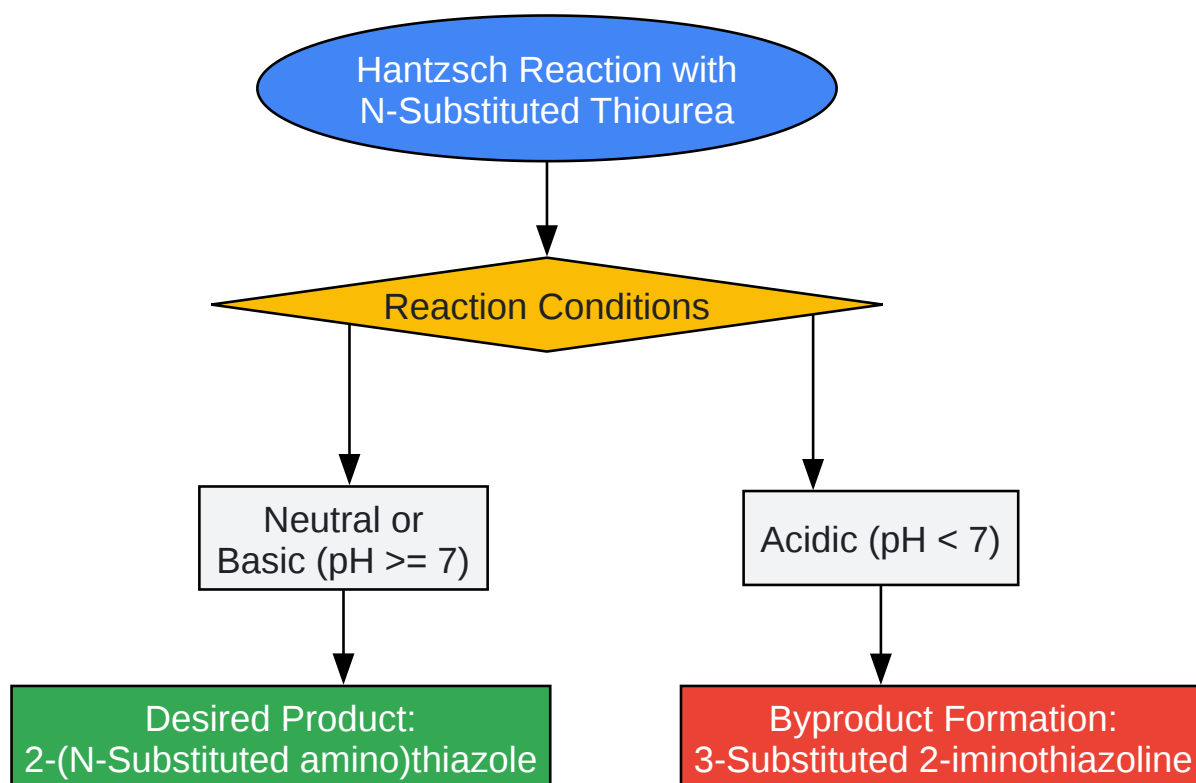 Hantzsch Reaction with
N-Substituted Thiourea
Reaction Conditions
Neutral or
Basic (pH >= 7)
Acidic (pH < 7)
Desired Product:
2-(N-Substituted amino)thiazole
Byproduct Formation:
3-Substituted 2-iminothiazoline